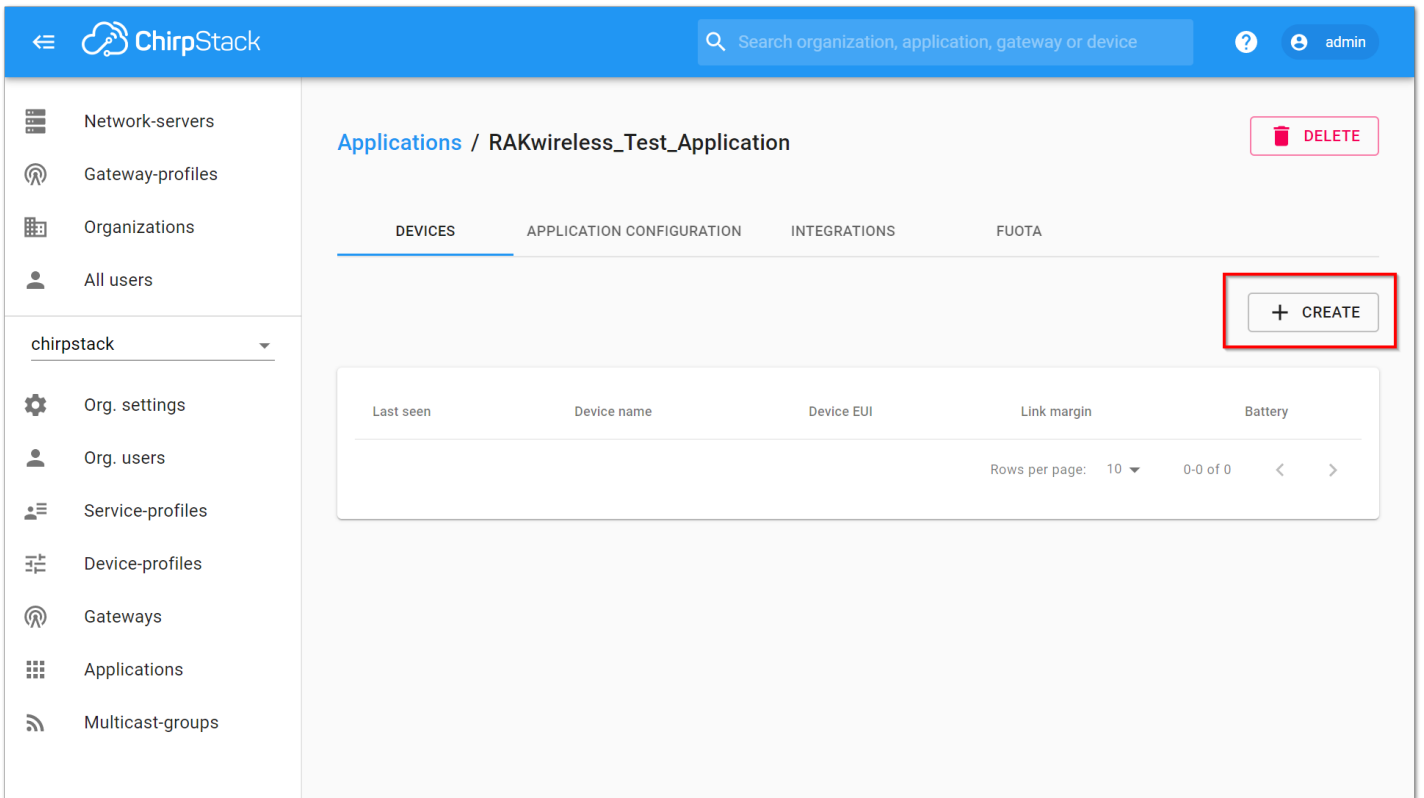 ChirpStack
Search organization, application, gateway or device
? admin
Network-servers
Gateway-profiles
Organizations
All users
chirpstack
Org. settings
Org. users
Service-profiles
Device-profiles
Gateways
Applications
Multicast-groups
Applications / RAKwireless_Test_Application
DELETE
DEVICES APPLICATION CONFIGURATION INTEGRATIONS FUOTA
+ CREATE
Last seen Device name Device EUI Link margin Battery
Rows per page: 10 0-0 of 0 < >